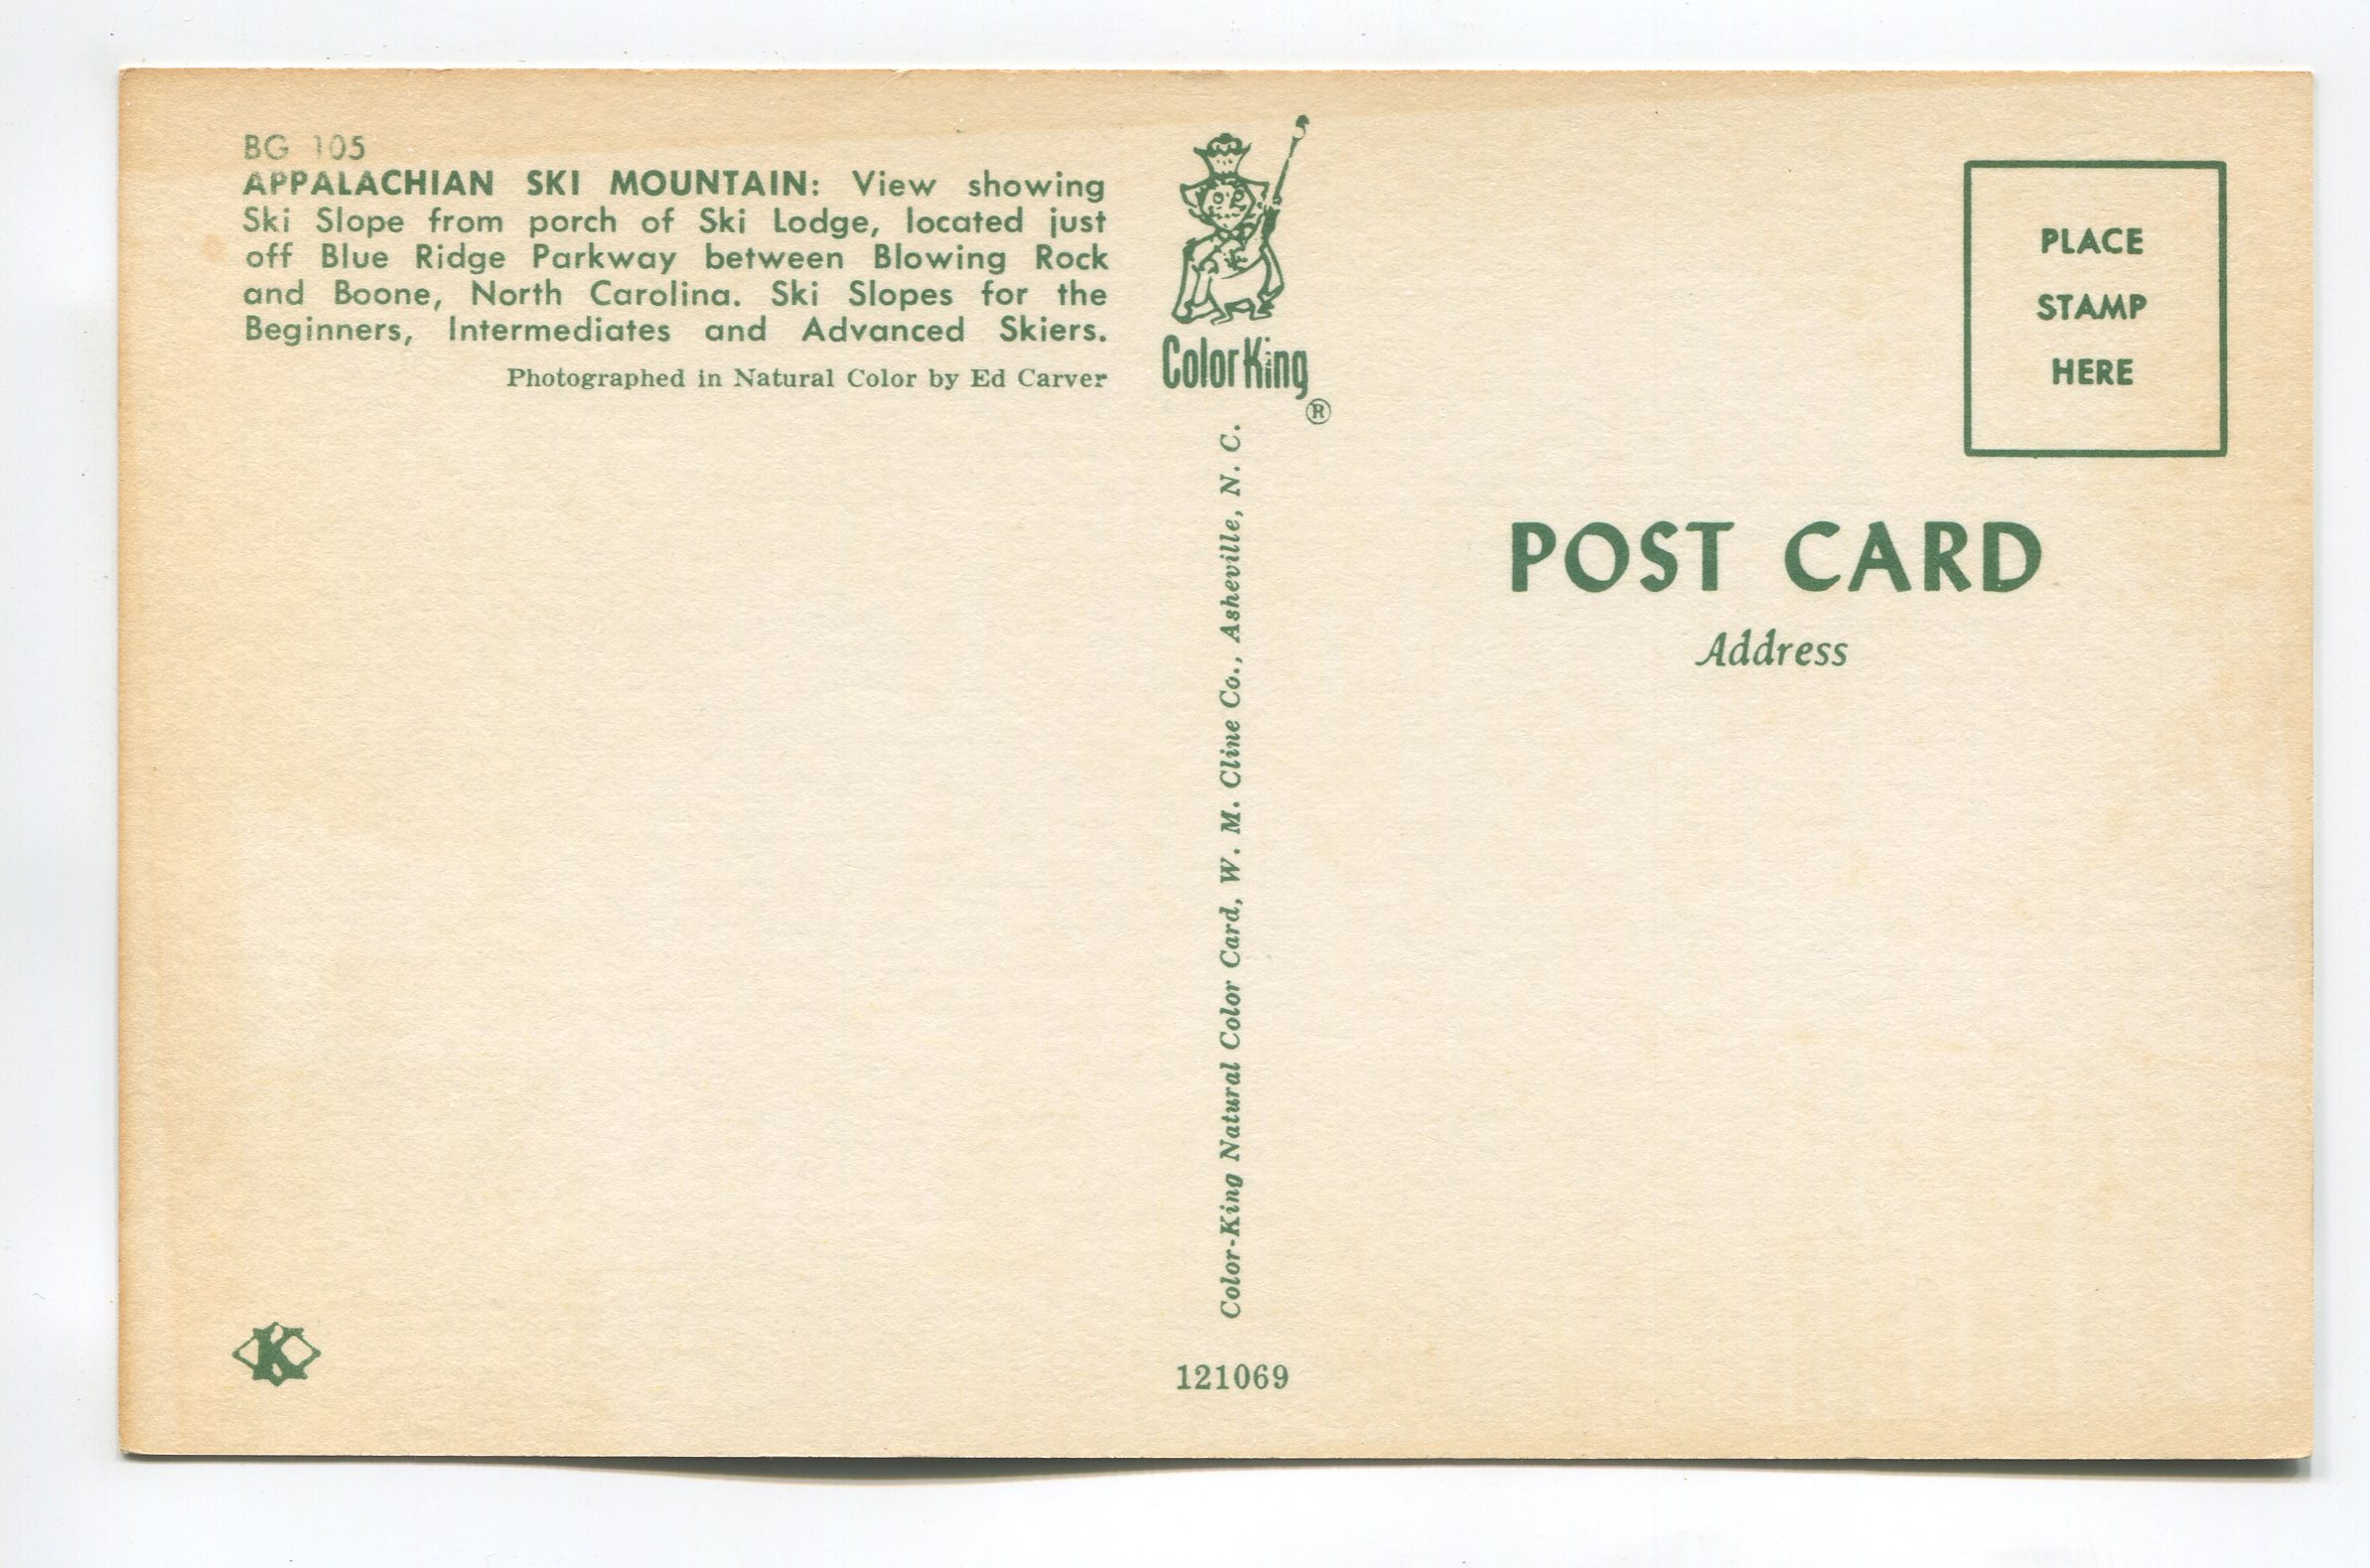 BG 105
APPALACHIAN SKI MOUNTAIN: View showing
Ski Slope from porch of Ski Lodge, located just
off Blue Ridge Parkway between Blowing Rock
and Boone, North Carolina. Ski Slopes for the
Beginners, Intermediates and Advanced Skiers.
Photographed in Natural Color by Ed Carver
ColorKing
®
Color-King Natural Color Card, W. M. Cline Co., Asheville, N. C.
121069
K
PLACE
STAMP
HERE
POST CARD
Address